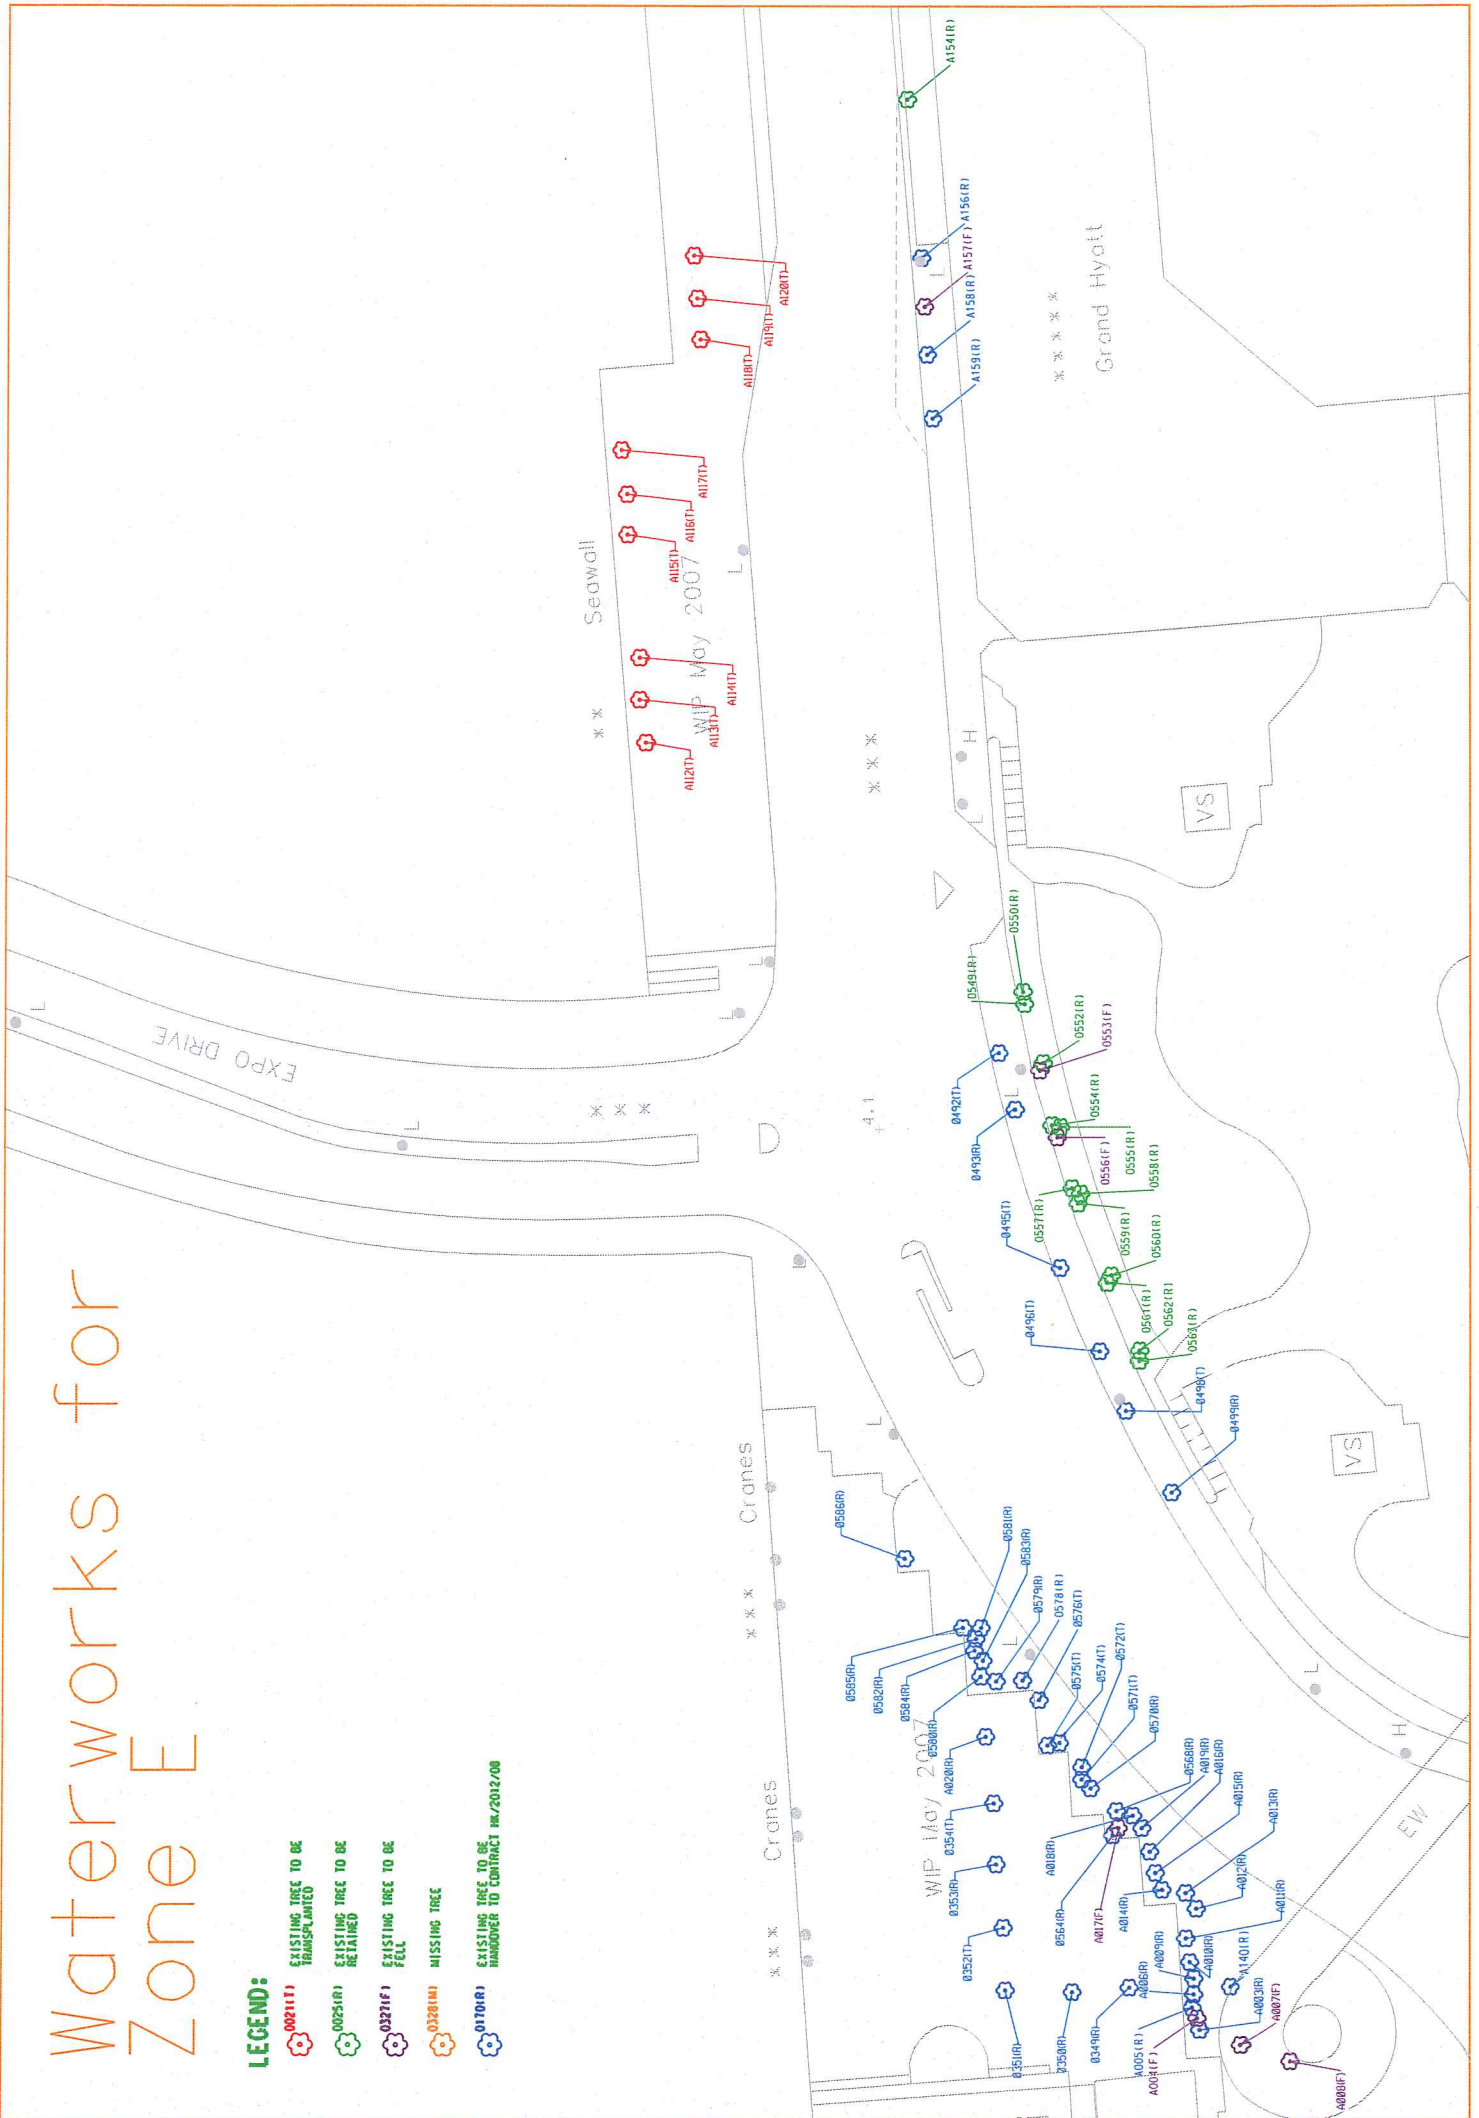 Waterworks for
Zone E
LEGEND:
0021(T) EXISTING TREE TO BE
TRANSPLANTED
0025(R) EXISTING TREE TO BE
RETAINED
0327(F) EXISTING TREE TO BE
FELL
0328(M) MISSING TREE
0170(R) EXISTING TREE TO BE
HANDOVER TO CONTRACT HK/2012/08
EXPO DRIVE
L
L
L
L
L
* * *
* * Seawall
WIP May 2007
L
A112(T)
A113(T)
A114(T)
A115(T)
A116(T)
A117(T)
A118(T)
A119(T)
A120(T)
A154(R)
A156(R)
A157(F)
A158(R)
A159(R)
L
* * * * *
Grand Hyatt
* * *
L
H
VS
4.1
0492(T)
0493(R)
0495(T)
0496(T)
0498(T)
0499(R)
L
0549(R)
0550(R)
0552(R)
0553(F)
0554(R)
0555(R)
0556(F)
0557(R)
0558(R)
0559(R)
0560(R)
0561(R)
0562(R)
0563(R)
VS
* * * Cranes
* * * Cranes
WIP May 2007
L
L
L
L
H
EW
0586(R)
0585(R)
0582(R)
0584(R)
0580(R)
0581(R)
0583(R)
0579(R)
0578(R)
0576(T)
0575(T)
0574(T)
0572(T)
0571(T)
0570(R)
0568(R)
A020(R)
0354(T)
0353(R)
0352(T)
0351(R)
0350(R)
0349(R)
A018(R)
0564(R)
A017(F)
A019(R)
A016(R)
A015(R)
A014(R)
A013(R)
A012(R)
A011(R)
A009(R)
A010(R)
A006(R)
A140(R)
A005(R)
A004(F)
A003(R)
A007(F)
A008(F)